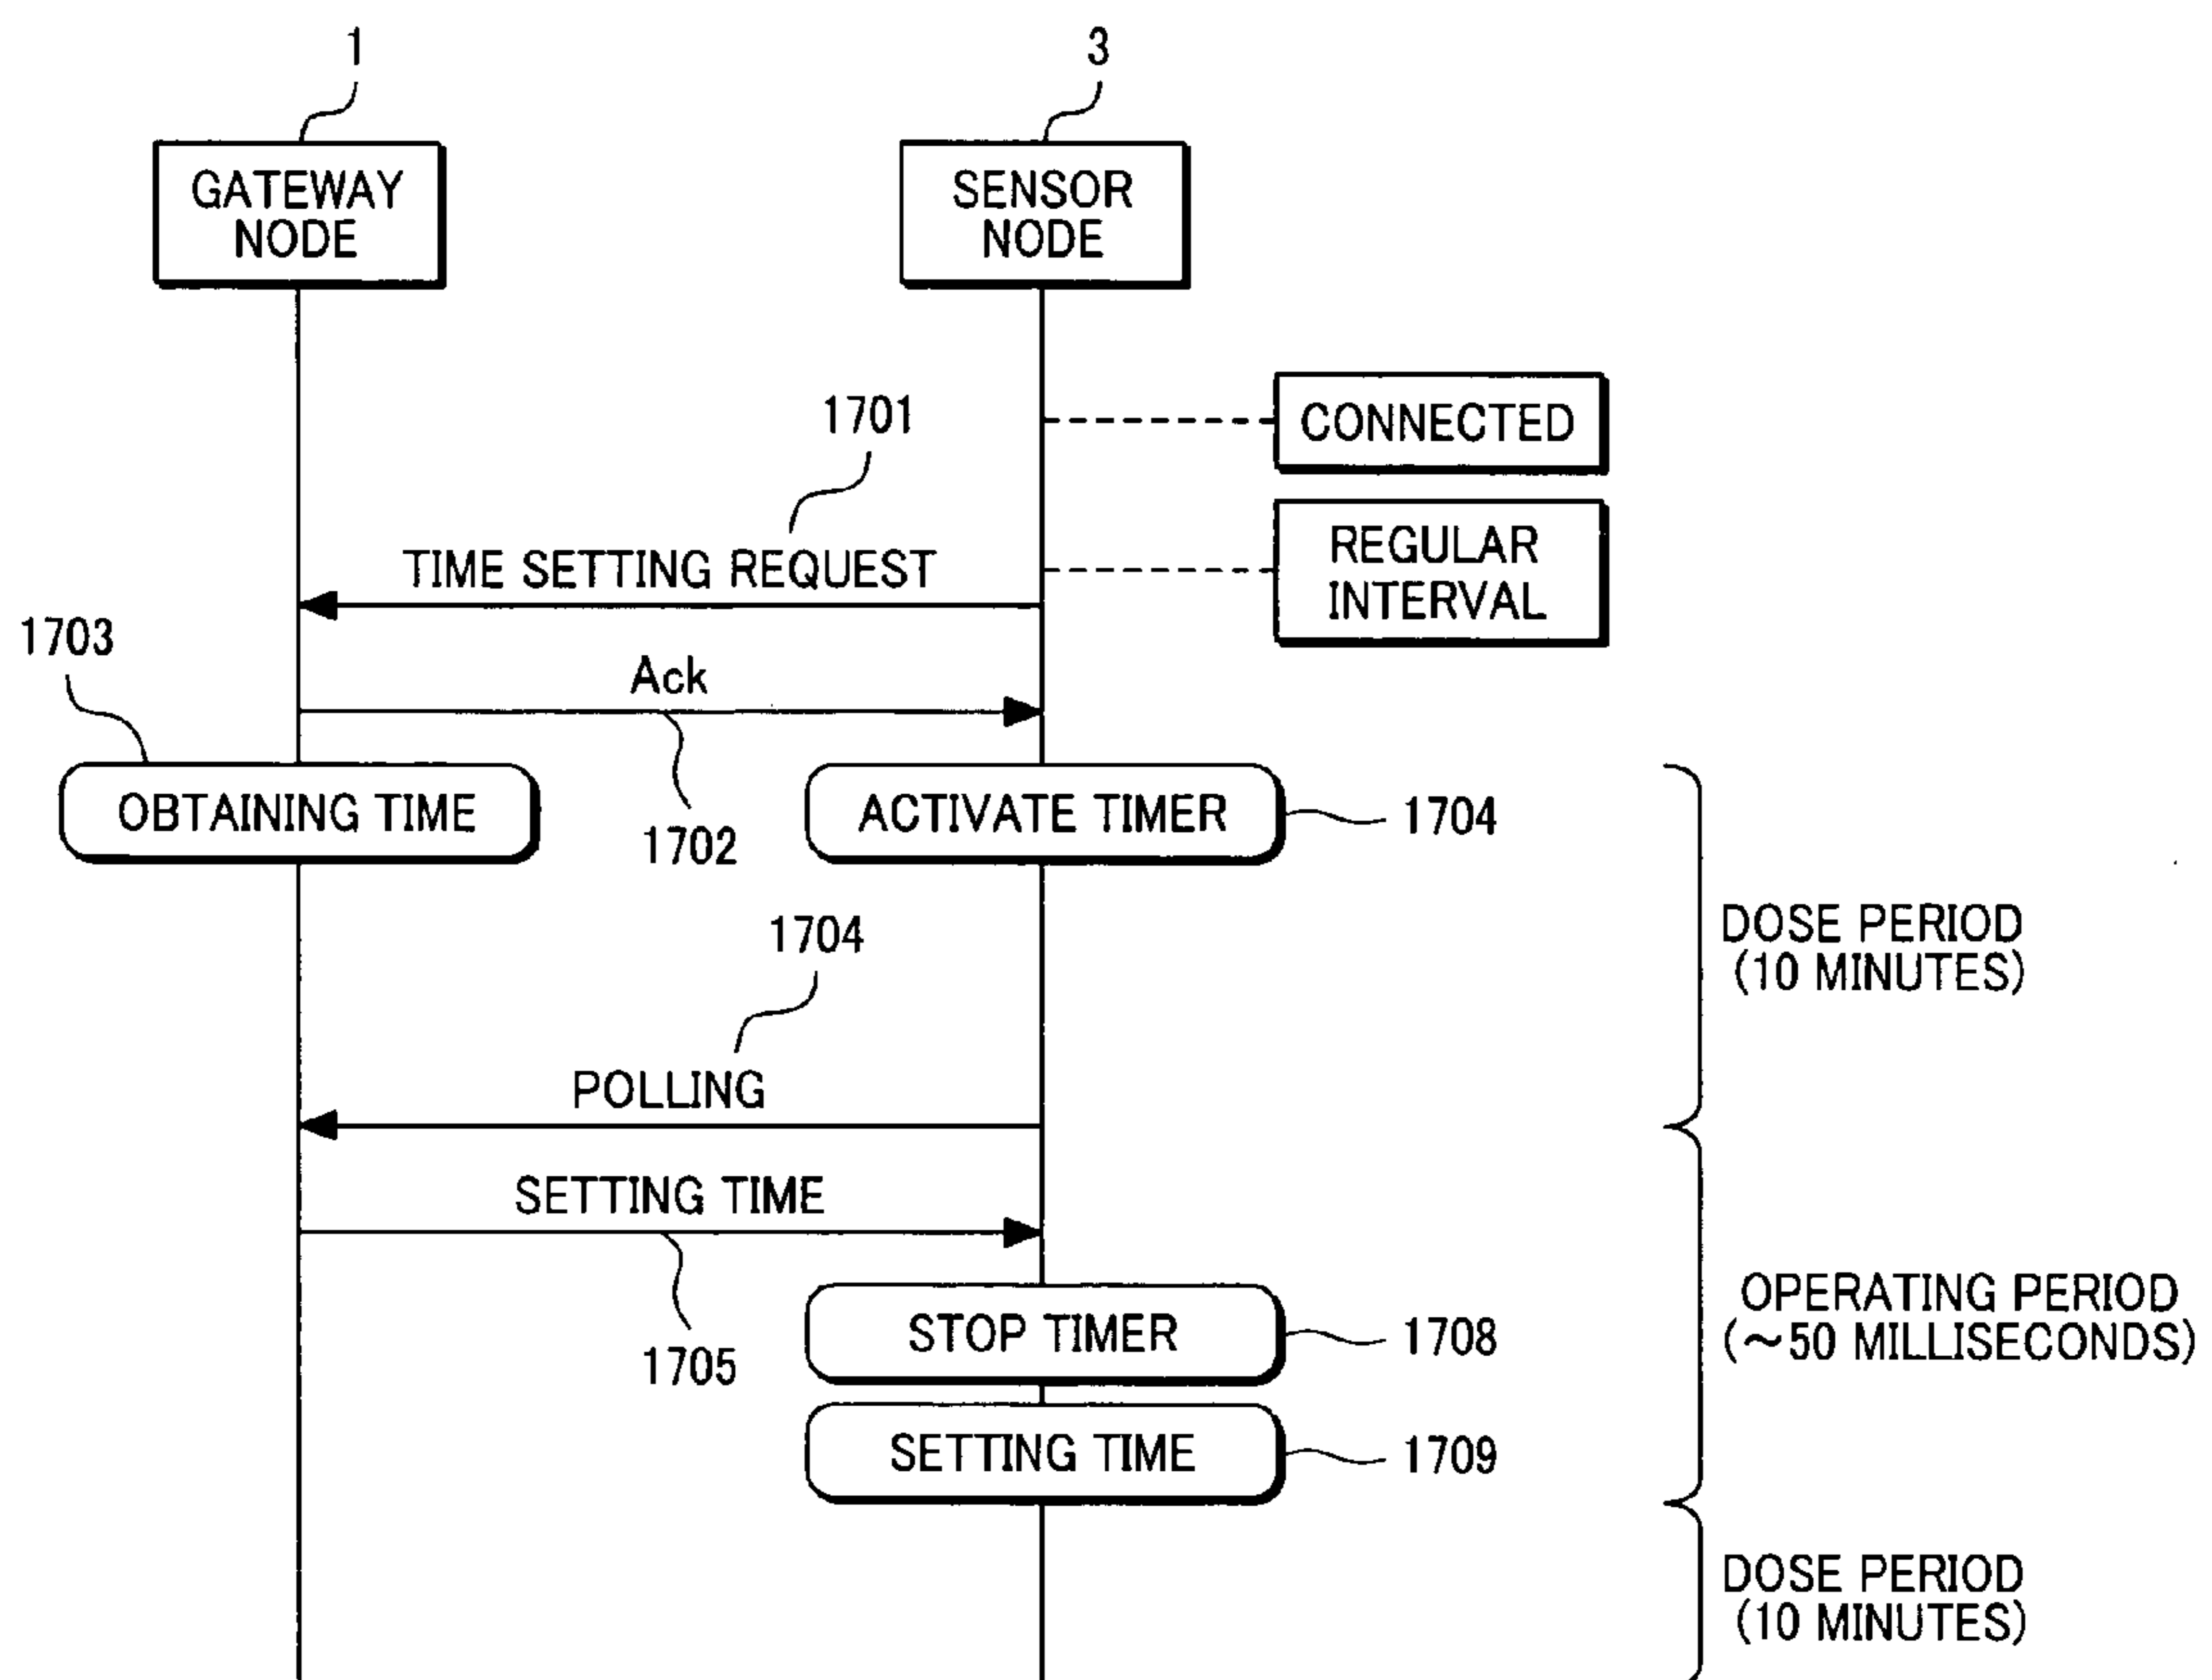 1
3
GATEWAY
NODE
SENSOR
NODE
CONNECTED
1701
REGULAR
INTERVAL
TIME SETTING REQUEST
1703
Ack
1702
OBTAINING TIME
ACTIVATE TIMER
1704
DOSE PERIOD
(10 MINUTES)
1704
POLLING
SETTING TIME
1705
STOP TIMER
1708
OPERATING PERIOD
(~50 MILLISECONDS)
SETTING TIME
1709
DOSE PERIOD
(10 MINUTES)